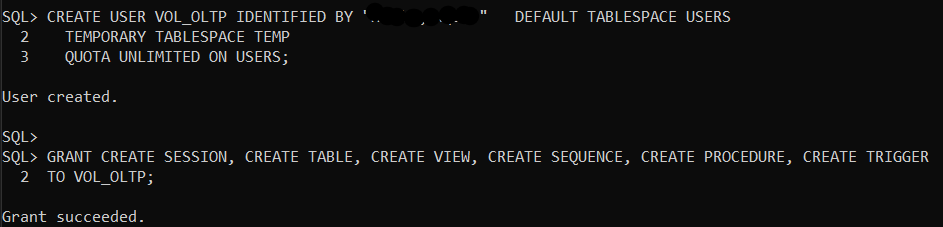 SQL> CREATE USER VOL_OLTP IDENTIFIED BY " " DEFAULT TABLESPACE USERS
2 TEMPORARY TABLESPACE TEMP
3 QUOTA UNLIMITED ON USERS;
User created.
SQL>
SQL> GRANT CREATE SESSION, CREATE TABLE, CREATE VIEW, CREATE SEQUENCE, CREATE PROCEDURE, CREATE TRIGGER
2 TO VOL_OLTP;
Grant succeeded.